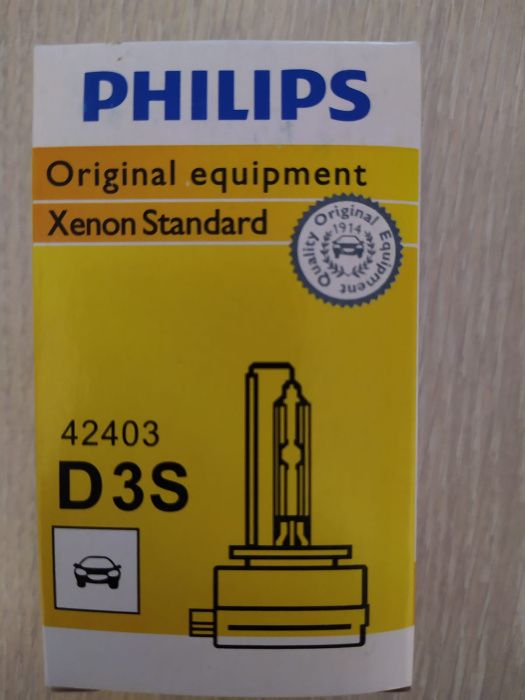 PHILIPS
Original equipment
Xenon Standard
Quality Original Equipment
1914
42403
D3S